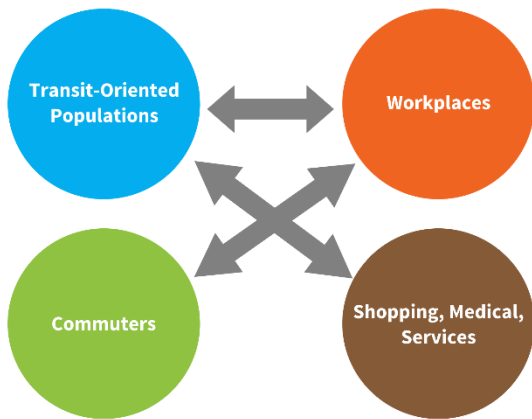 Transit-Oriented
Populations
Workplaces
Commuters
Shopping, Medical,
Services